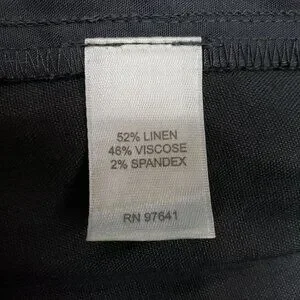 52% LINEN
46% VISCOSE
2% SPANDEX
RN 97641